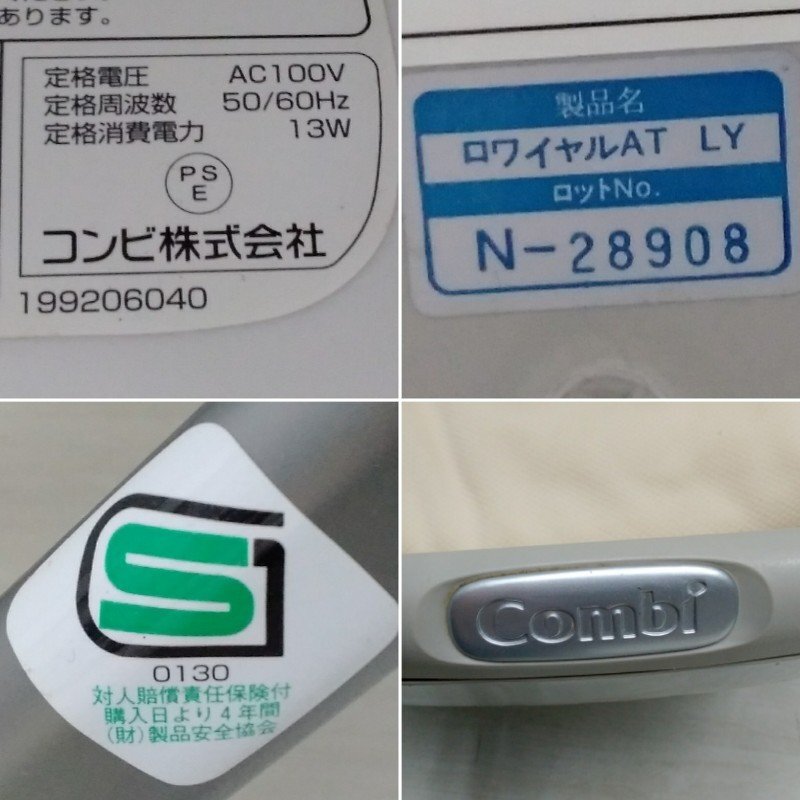 あります。
定格電圧 AC100V
定格周波数 50/60Hz
定格消費電力 13W
PS
E
コンビ株式会社
199206040
製品名
ロワイヤルAT LY
ロットNo.
N-28908
SG
0130
対人賠償責任保険付
購入日より4年間
(財)製品安全協会
Combi